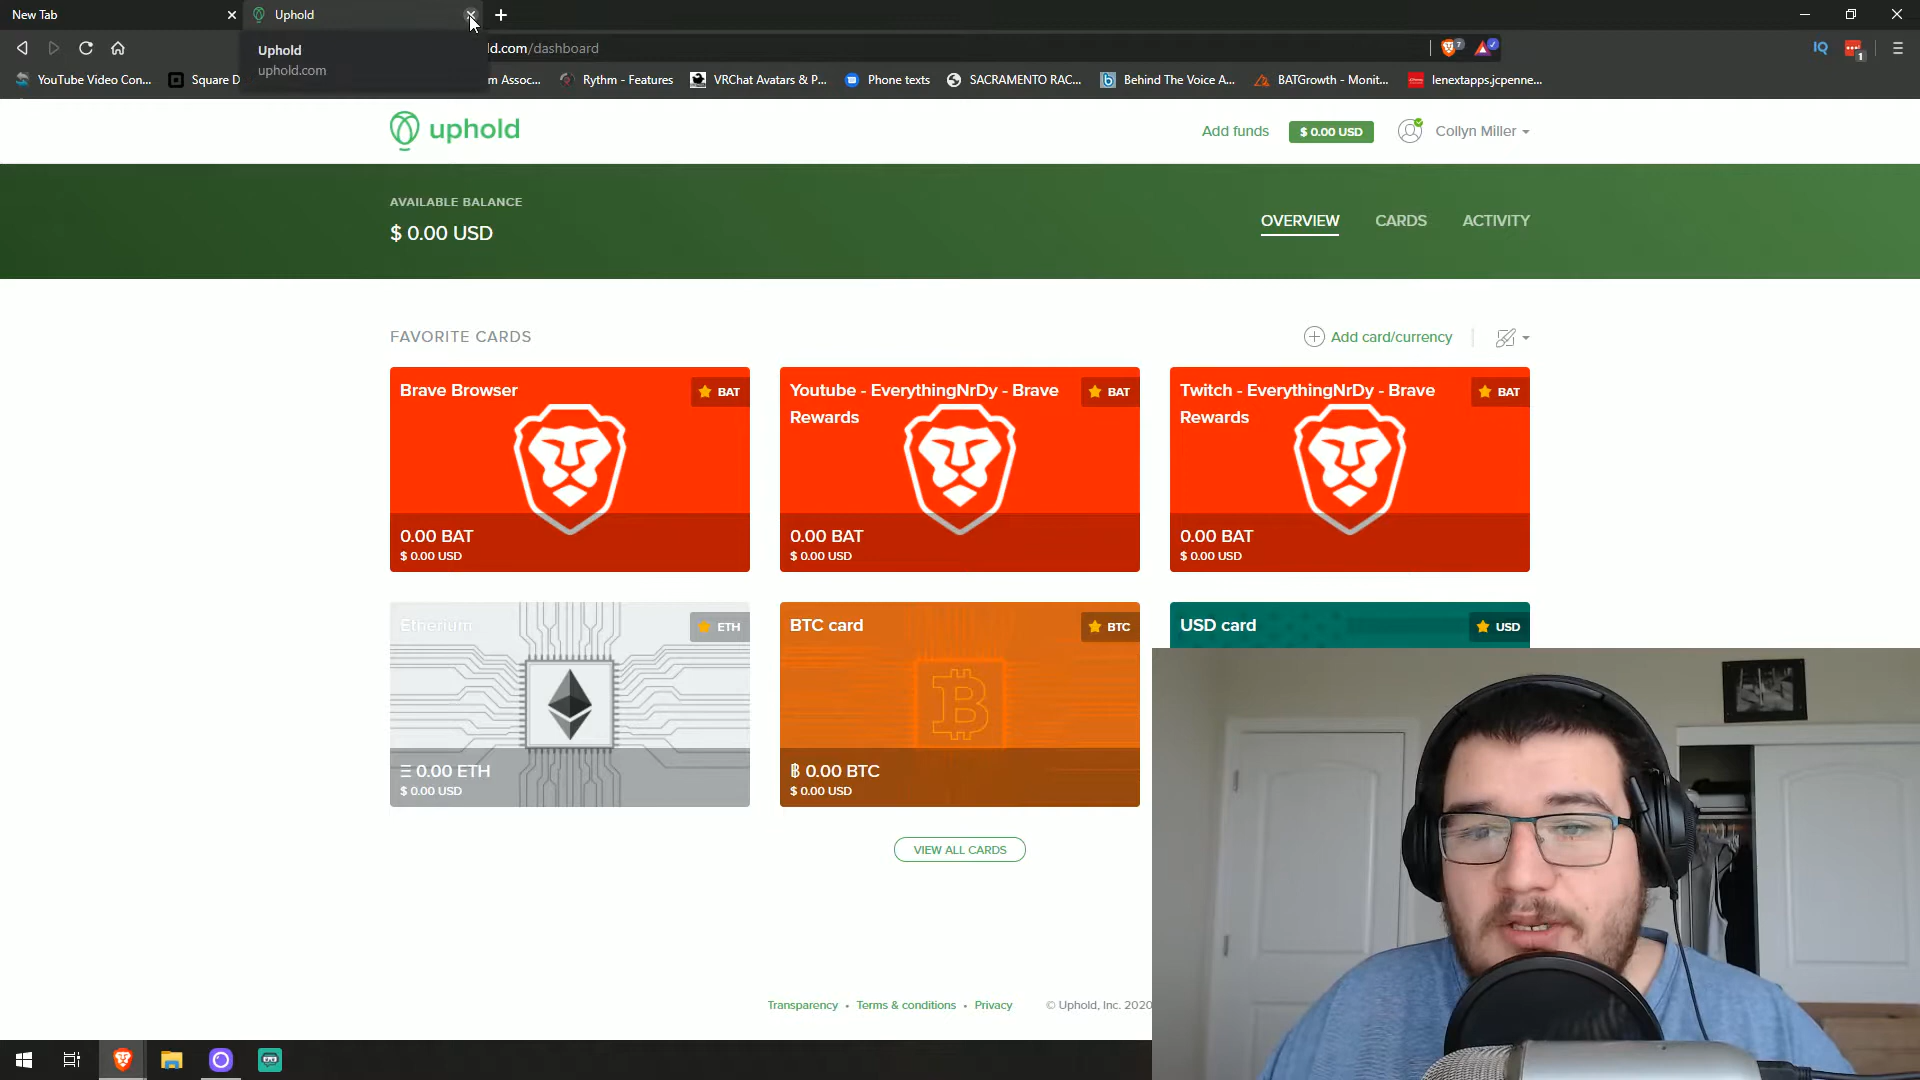 New Tab
Uphold
Uphold
uphold.com
ld.com/dashboard
7
IQ
1
YouTube Video Con...
Square D
m Assoc...
Rythm - Features
VRChat Avatars & P...
Phone texts
SACRAMENTO RAC...
Behind The Voice A...
BATGrowth - Monit...
lenextapps.jcpenne...
uphold
Add funds
$ 0.00 USD
Collyn Miller
AVAILABLE BALANCE
$ 0.00 USD
OVERVIEW
CARDS
ACTIVITY
FAVORITE CARDS
Add card/currency
Brave Browser
BAT
0.00 BAT
$ 0.00 USD
Youtube - EverythingNrDy - Brave
Rewards
BAT
0.00 BAT
$ 0.00 USD
Twitch - EverythingNrDy - Brave
Rewards
BAT
0.00 BAT
$ 0.00 USD
Etherium
ETH
Ξ 0.00 ETH
$ 0.00 USD
BTC card
BTC
฿ 0.00 BTC
$ 0.00 USD
USD card
USD
VIEW ALL CARDS
Transparency • Terms & conditions • Privacy
© Uphold, Inc. 2020